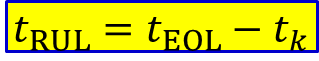 t_RUL = t_EOL − t_k